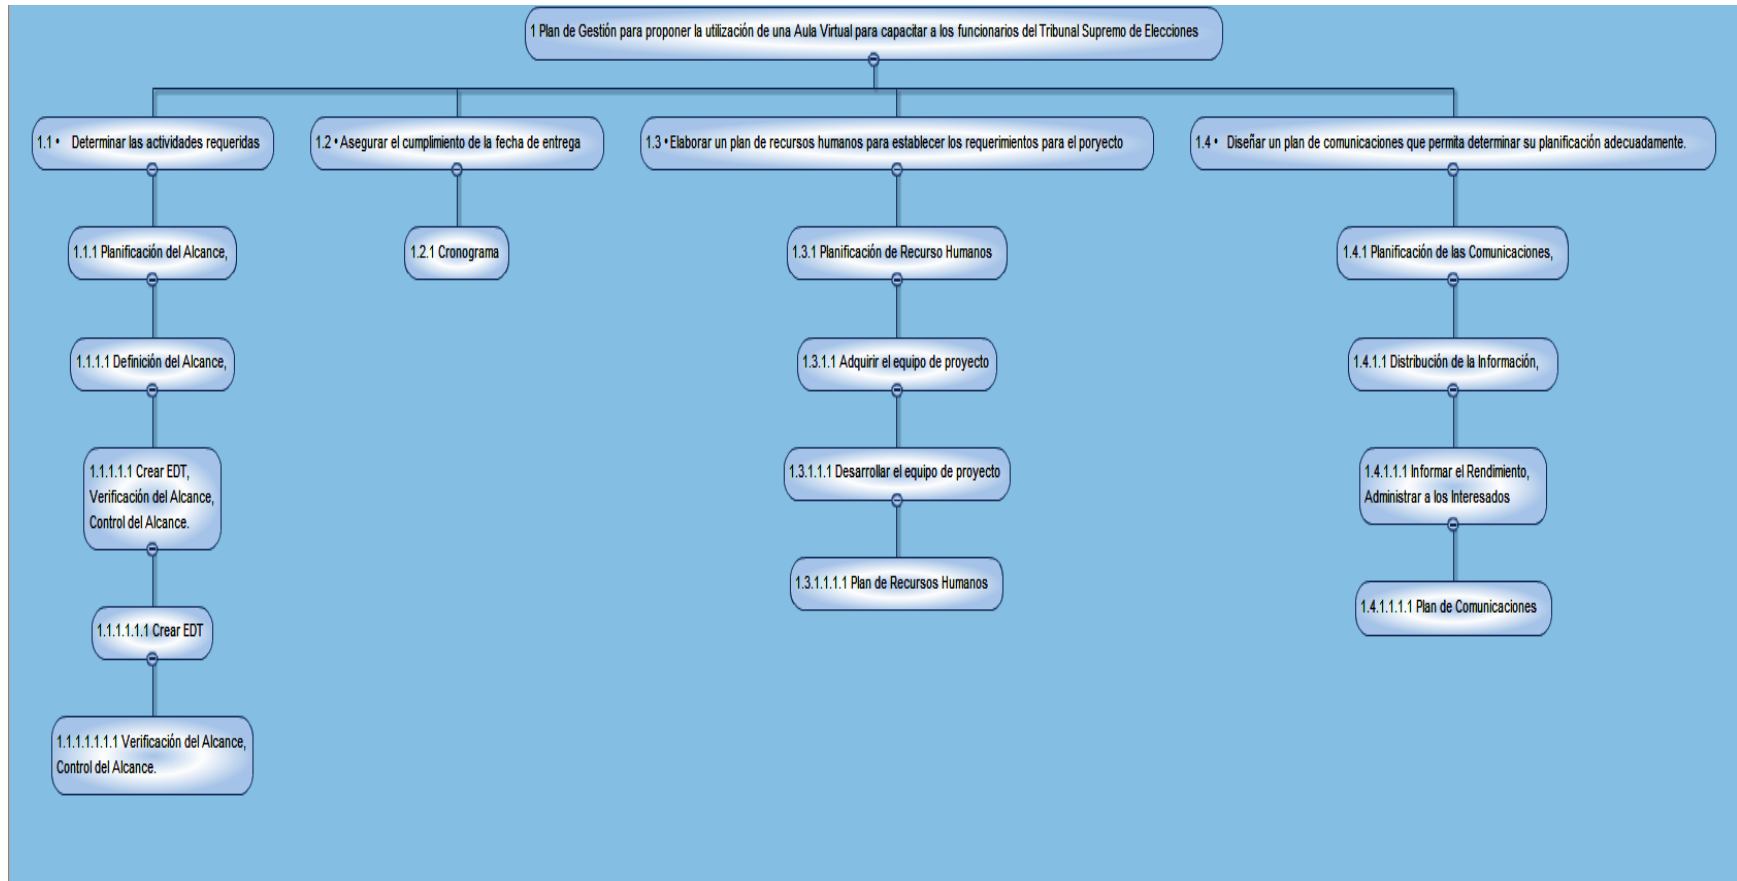 1 Plan de Gestión para proponer la utilización de una Aula Virtual para capacitar a los funcionarios del Tribunal Supremo de Elecciones
1.1 • Determinar las actividades requeridas
1.2 • Asegurar el cumplimiento de la fecha de entrega
1.3 • Elaborar un plan de recursos humanos para establecer los requerimientos para el poryecto
1.4 • Diseñar un plan de comunicaciones que permita determinar su planificación adecuadamente.
1.1.1 Planificación del Alcance,
1.2.1 Cronograma
1.3.1 Planificación de Recurso Humanos
1.4.1 Planificación de las Comunicaciones,
1.1.1.1 Definición del Alcance,
1.3.1.1 Adquirir el equipo de proyecto
1.4.1.1 Distribución de la Información,
1.1.1.1.1 Crear EDT,
Verificación del Alcance,
Control del Alcance.
1.3.1.1.1 Desarrollar el equipo de proyecto
1.4.1.1.1 Informar el Rendimiento,
Administrar a los Interesados
1.3.1.1.1.1 Plan de Recursos Humanos
1.4.1.1.1.1 Plan de Comunicaciones
1.1.1.1.1.1 Crear EDT
1.1.1.1.1.1.1 Verificación del Alcance,
Control del Alcance.